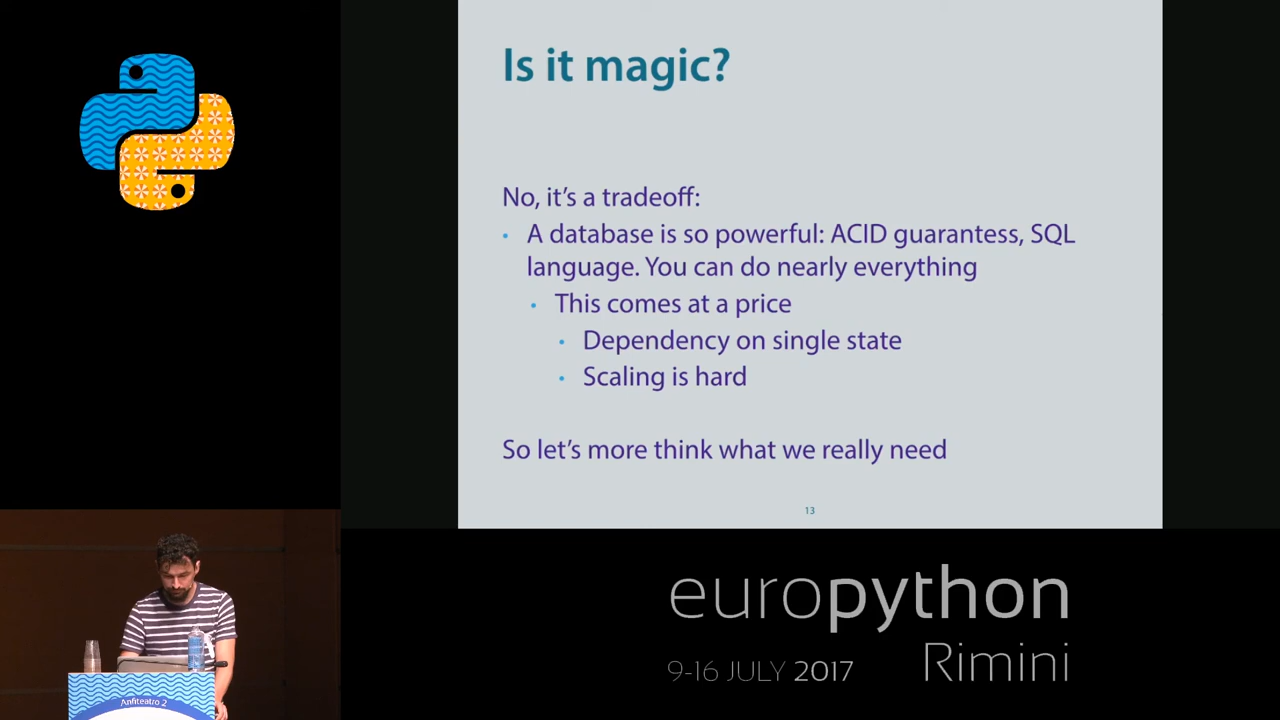 Is it magic?
No, it's a tradeoff:
• A database is so powerful: ACID guarantess, SQL
language. You can do nearly everything
• This comes at a price
• Dependency on single state
• Scaling is hard
So let's more think what we really need
13
europython
Rimini
9-16 JULY 2017
Anfiteatro 2